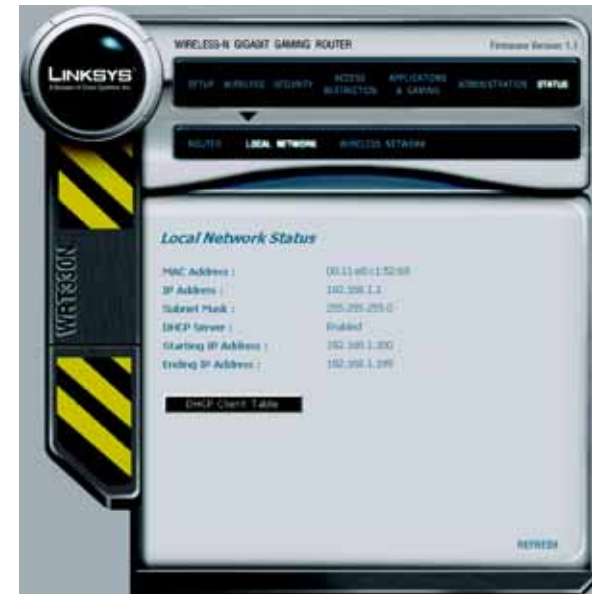 WIRELESS-N GIGABIT GAMING ROUTER
Firmware Version: 1.1
LINKSYS
SETUP WIRELESS SECURITY ACCESS RESTRICTION APPLICATIONS & GAMING ADMINISTRATION STATUS
ROUTER LOCAL NETWORK WIRELESS NETWORK
WRT330N
Local Network Status
MAC Address :
IP Address : 192.168.1.1
Subnet Mask : 255.255.255.0
DHCP Server : Enabled
Starting IP Address : 192.168.1.100
Ending IP Address : 192.168.1.149
DHCP Client Table
REFRESH